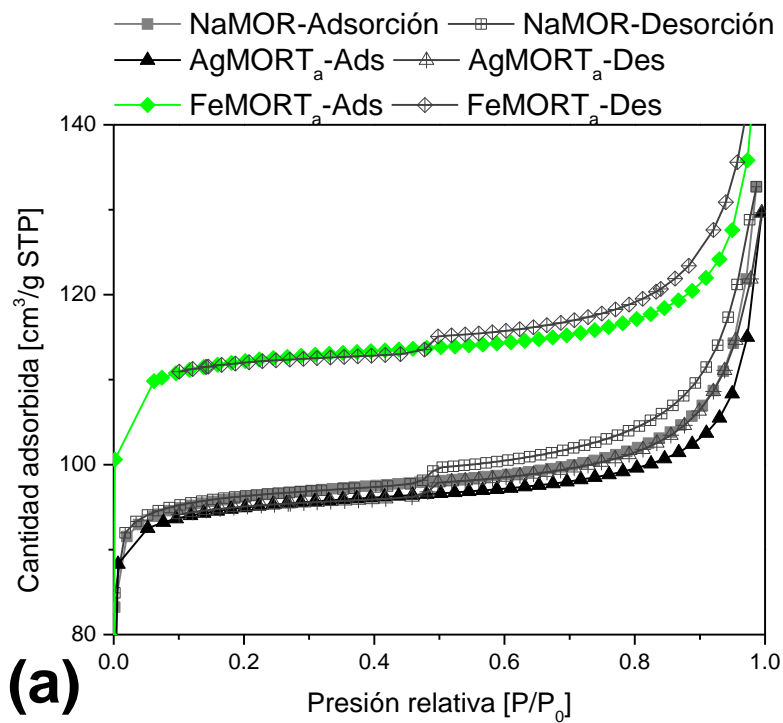 NaMOR-Adsorción NaMOR-Desorción
AgMORTa-Ads AgMORTa-Des
FeMORTa-Ads FeMORTa-Des
140
120
100
80
Cantidad adsorbida [cm³/g STP]
0.0 0.2 0.4 0.6 0.8 1.0
Presión relativa [P/P₀]
(a)